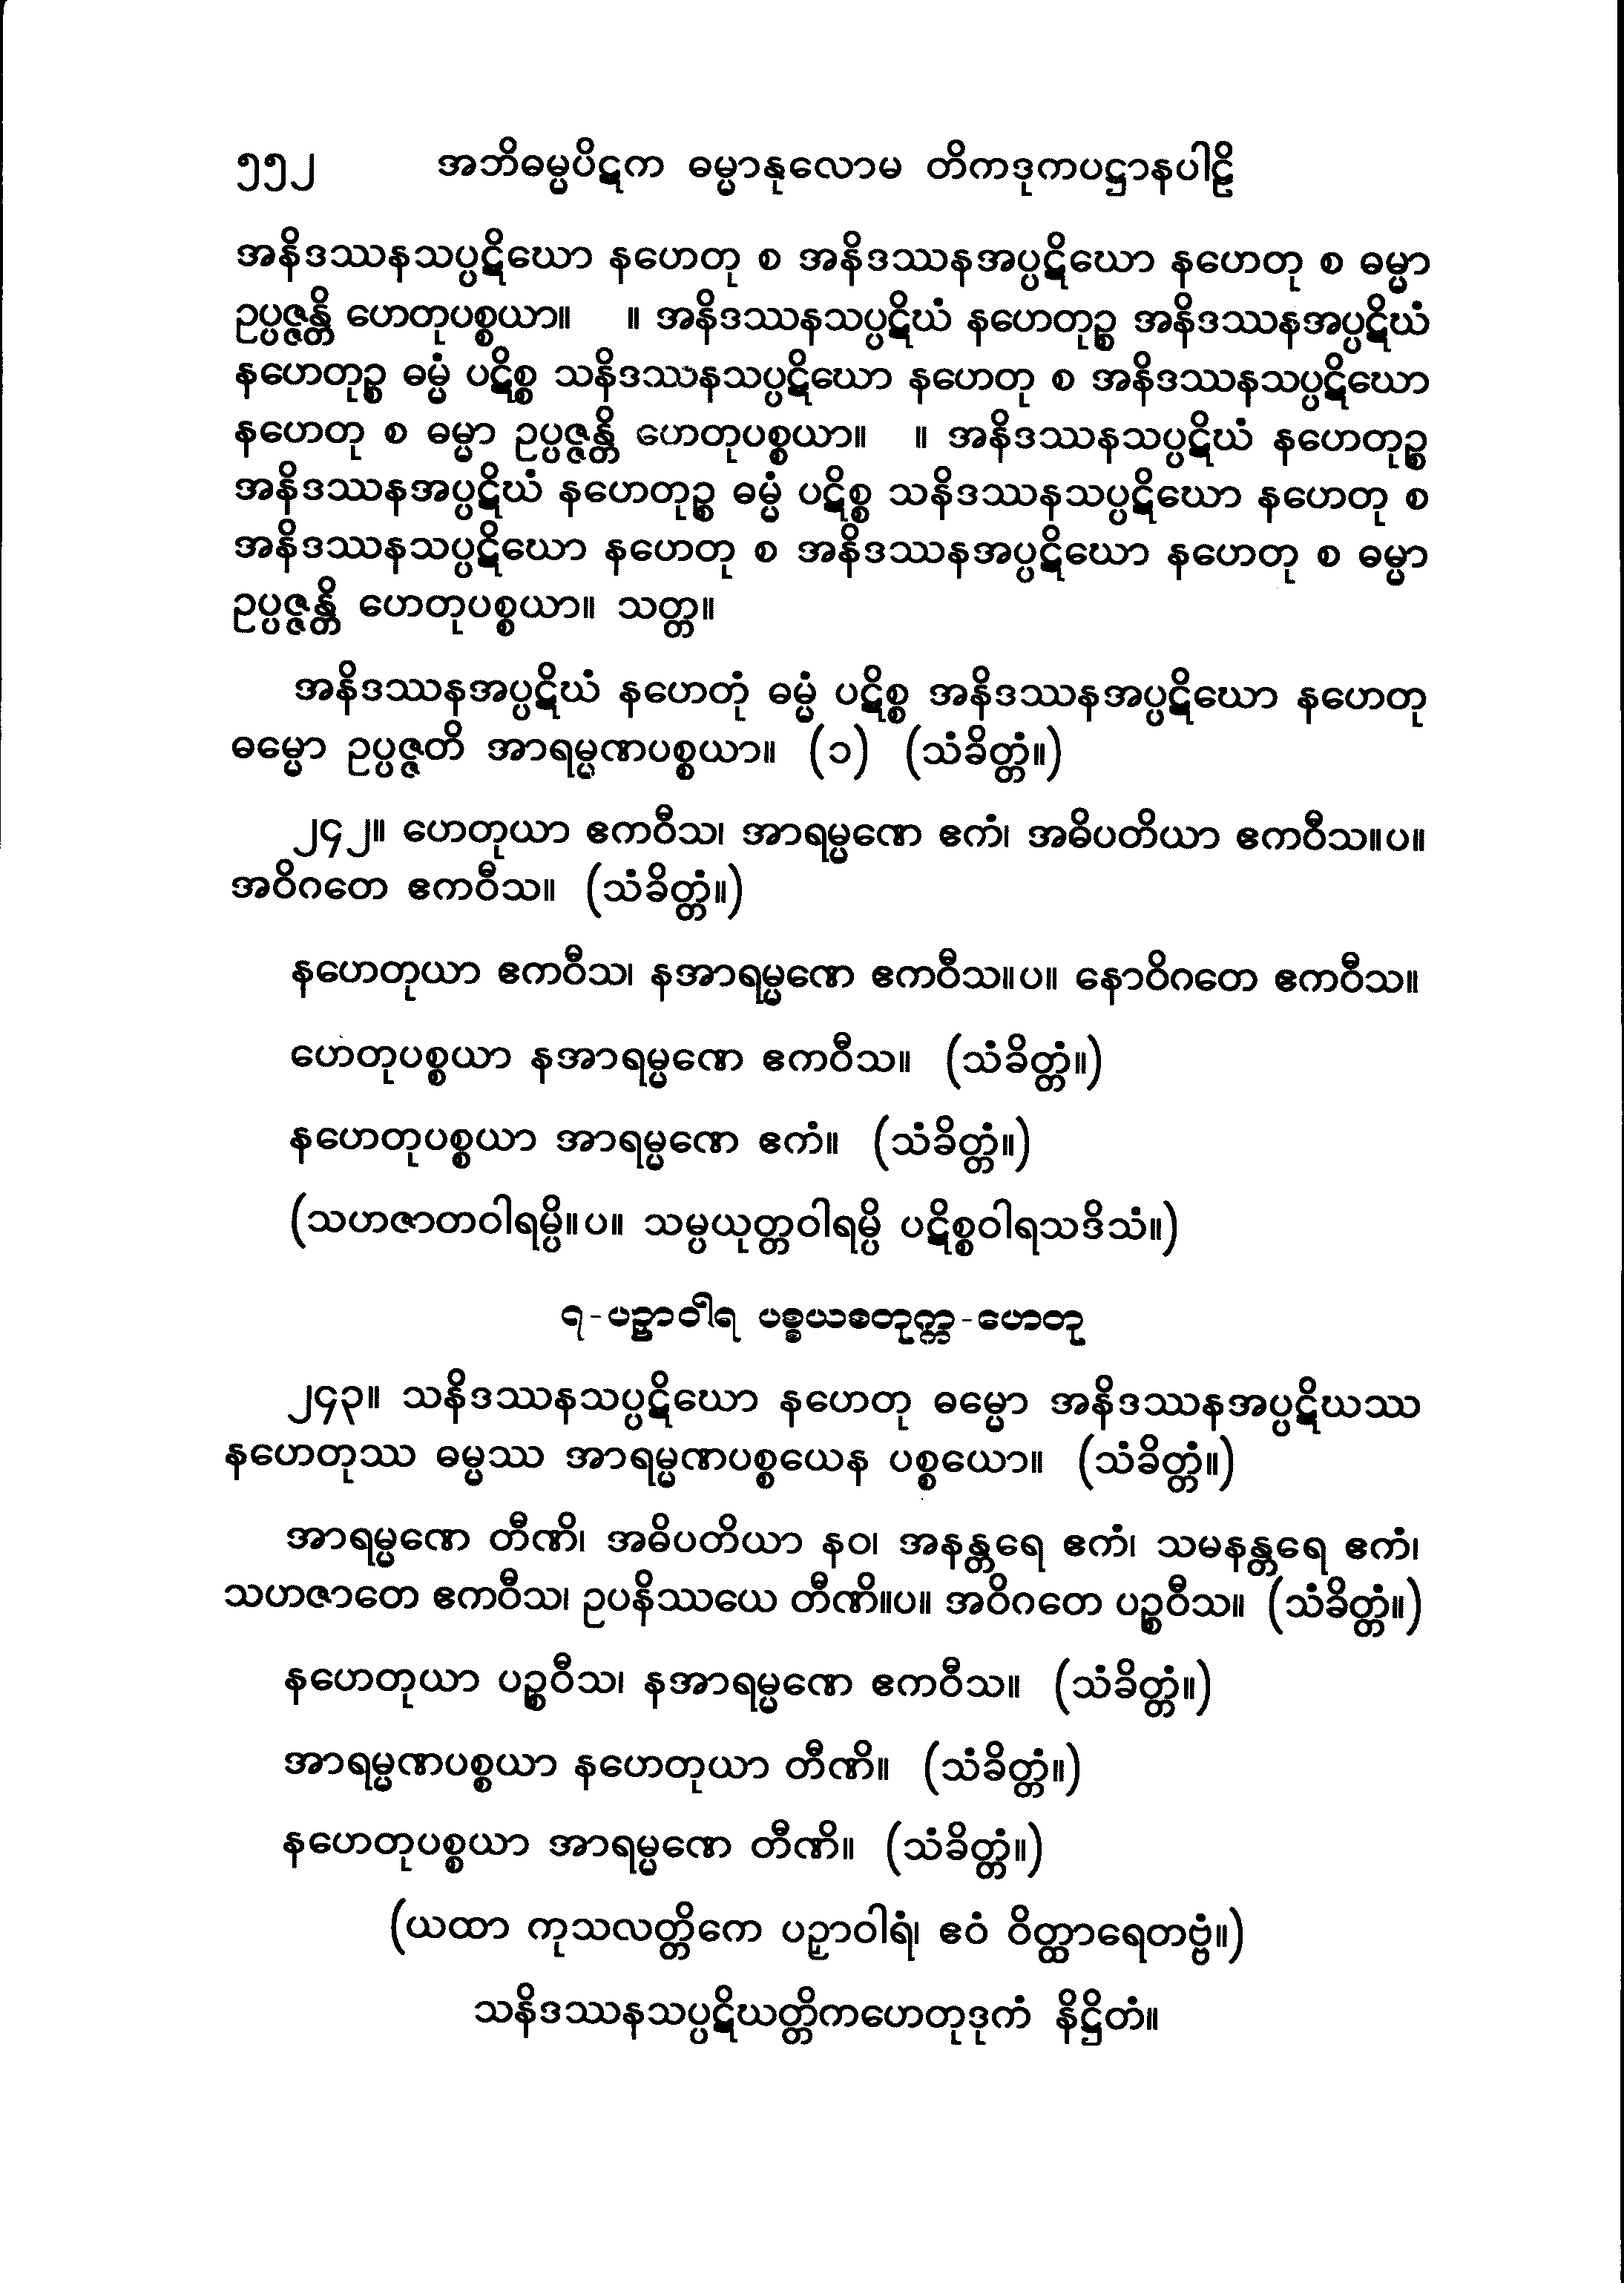 ၅၅၂ အဘိဓမ္မပိဋက ဓမ္မာနုလောမ တိကဒုကပဋ္ဌာနပါဠိ
အနိဒဿနသပ္ပဋိဃော နဟေတု စ အနိဒဿနအပ္ပဋိဃော နဟေတု စ ဓမ္မာ
ဥပ္ပဇ္ဇန္တိ ဟေတုပစ္စယာ။ ။ အနိဒဿနသပ္ပဋိဃံ နဟေတုဉ္စ အနိဒဿနအပ္ပဋိဃံ
နဟေတုဉ္စ ဓမ္မံ ပဋိစ္စ သနိဒဿနသပ္ပဋိဃော နဟေတု စ အနိဒဿနသပ္ပဋိဃော
နဟေတု စ ဓမ္မာ ဥပ္ပဇ္ဇန္တိ ဟေတုပစ္စယာ။ ။ အနိဒဿနသပ္ပဋိဃံ နဟေတုဉ္စ
အနိဒဿနအပ္ပဋိဃံ နဟေတုဉ္စ ဓမ္မံ ပဋိစ္စ သနိဒဿနသပ္ပဋိဃော နဟေတု စ
အနိဒဿနသပ္ပဋိဃော နဟေတု စ အနိဒဿနအပ္ပဋိဃော နဟေတု စ ဓမ္မာ
ဥပ္ပဇ္ဇန္တိ ဟေတုပစ္စယာ။ သတ္တ။
အနိဒဿနအပ္ပဋိဃံ နဟေတုံ ဓမ္မံ ပဋိစ္စ အနိဒဿနအပ္ပဋိဃော နဟေတု
ဓမ္မော ဥပ္ပဇ္ဇတိ အာရမ္မဏပစ္စယာ။ (၁) (သံခိတ္တံ။)
၂၄၂။ ဟေတုယာ ဧကဝီသ၊ အာရမ္မဏေ ဧကံ၊ အဓိပတိယာ ဧကဝီသ။ပ။
အဝိဂတေ ဧကဝီသ။ (သံခိတ္တံ။)
နဟေတုယာ ဧကဝီသ၊ နအာရမ္မဏေ ဧကဝီသ။ပ။ နောဝိဂတေ ဧကဝီသ။
ဟေတုပစ္စယာ နအာရမ္မဏေ ဧကဝီသ။ (သံခိတ္တံ။)
နဟေတုပစ္စယာ အာရမ္မဏေ ဧကံ။ (သံခိတ္တံ။)
(သဟဇာတဝါရမ္ပိ။ပ။ သမ္ပယုတ္တဝါရမ္ပိ ပဋိစ္စဝါရသဒိသံ။)
၇-ပဉှာဝါရ ပစ္စယစတုက္က-ဟေတု
၂၄၃။ သနိဒဿနသပ္ပဋိဃော နဟေတု ဓမ္မော အနိဒဿနအပ္ပဋိဃဿ
နဟေတုဿ ဓမ္မဿ အာရမ္မဏပစ္စယေန ပစ္စယော။ (သံခိတ္တံ။)
အာရမ္မဏေ တီဏိ၊ အဓိပတိယာ နဝ၊ အနန္တရေ ဧကံ၊ သမနန္တရေ ဧကံ၊
သဟဇာတေ ဧကဝီသ၊ ဥပနိဿယေ တီဏိ။ပ။ အဝိဂတေ ပဉ္စဝီသ။ (သံခိတ္တံ။)
နဟေတုယာ ပဉ္စဝီသ၊ နအာရမ္မဏေ ဧကဝီသ။ (သံခိတ္တံ။)
အာရမ္မဏပစ္စယာ နဟေတုယာ တီဏိ။ (သံခိတ္တံ။)
နဟေတုပစ္စယာ အာရမ္မဏေ တီဏိ။ (သံခိတ္တံ။)
(ယထာ ကုသလတ္တိကေ ပဉှာဝါရံ၊ ဧဝံ ဝိတ္ထာရေတဗ္ဗံ။)
သနိဒဿနသပ္ပဋိဃတ္တိကဟေတုဒုကံ နိဋ္ဌိတံ။